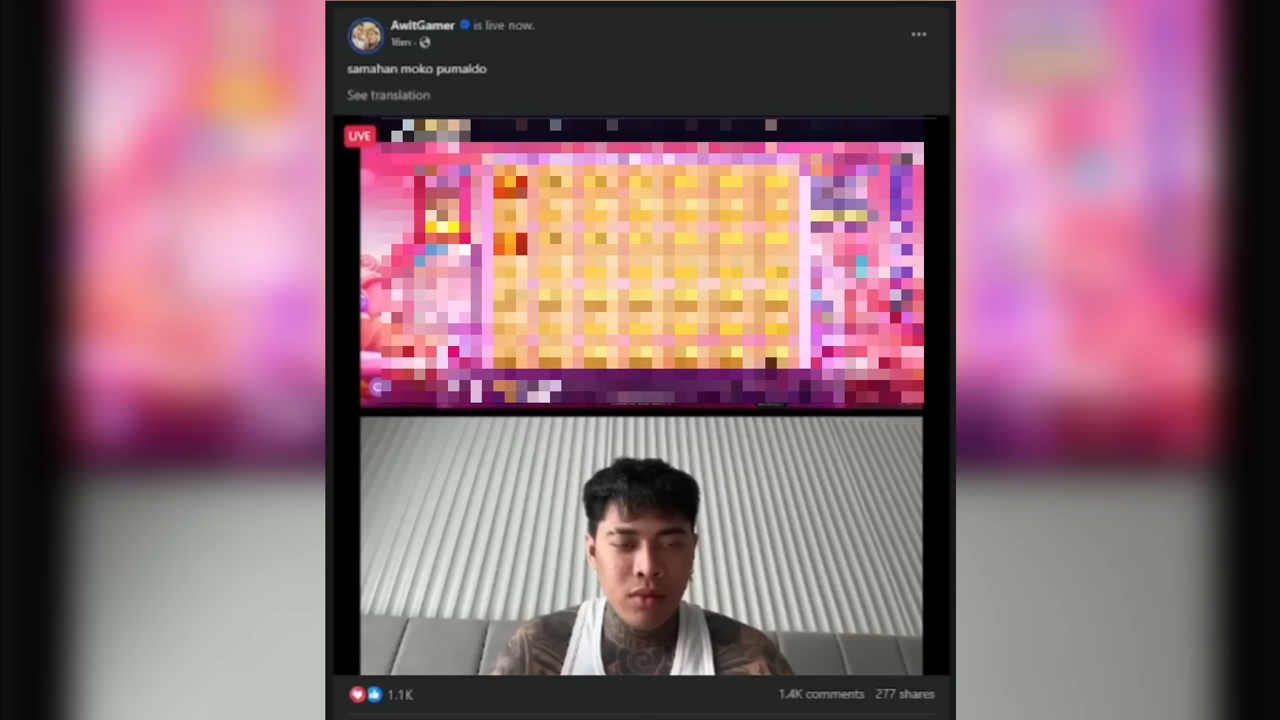 AwitGamer is live now.
16m ·
samahan moko pumaldo
See translation
LIVE
1.1K
1.4K comments 277 shares